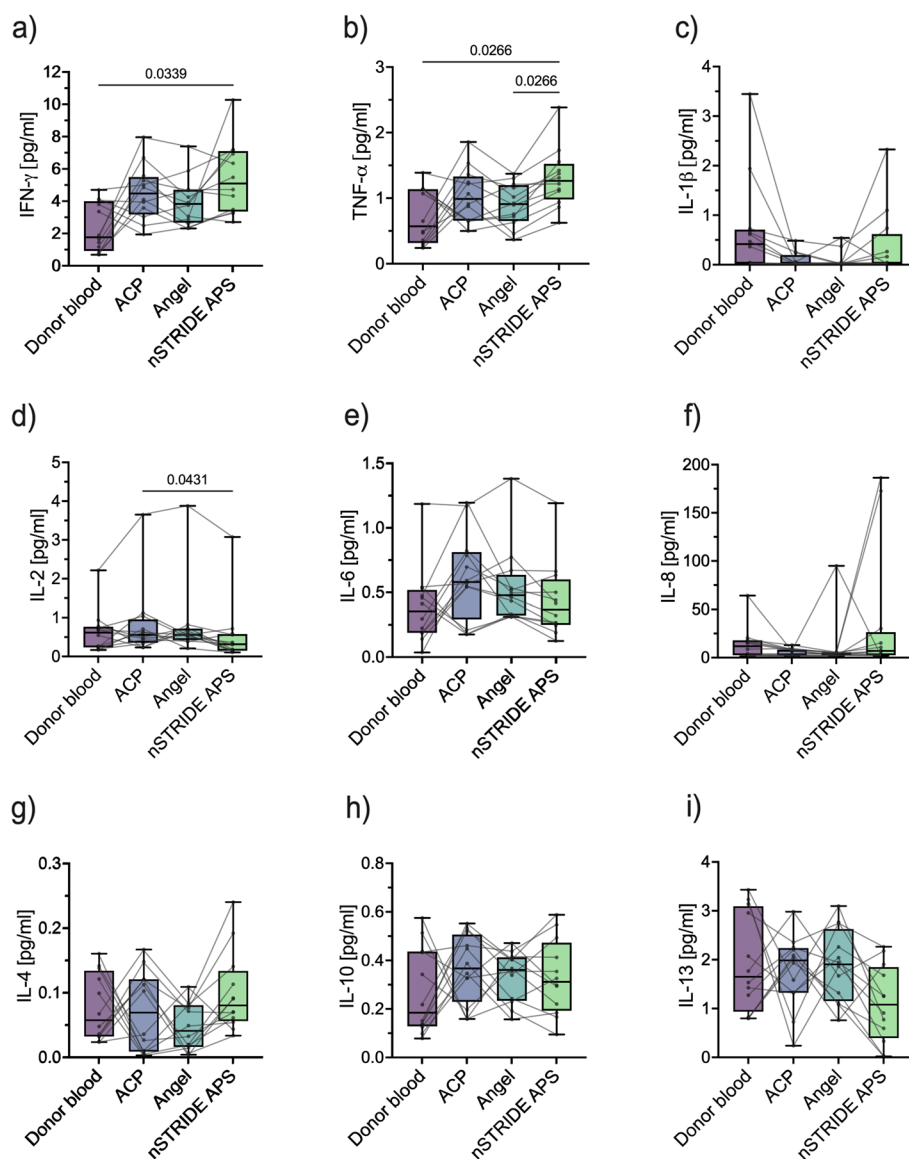 a)
0.0339
IFN-γ [pg/ml]
12
10
8
6
4
2
0
Donor blood
ACP
Angel
nSTRIDE APS
b)
0.0266
0.0266
TNF-α [pg/ml]
3
2
1
0
Donor blood
ACP
Angel
nSTRIDE APS
c)
IL-1β [pg/ml]
4
3
2
1
0
Donor blood
ACP
Angel
nSTRIDE APS
d)
0.0431
IL-2 [pg/ml]
5
4
3
2
1
0
Donor blood
ACP
Angel
nSTRIDE APS
e)
IL-6 [pg/ml]
1.5
1.0
0.5
0.0
Donor blood
ACP
Angel
nSTRIDE APS
f)
IL-8 [pg/ml]
200
150
100
50
25
0
Donor blood
ACP
Angel
nSTRIDE APS
g)
IL-4 [pg/ml]
0.3
0.2
0.1
0.0
Donor blood
ACP
Angel
nSTRIDE APS
h)
IL-10 [pg/ml]
0.8
0.6
0.4
0.2
0.0
Donor blood
ACP
Angel
nSTRIDE APS
i)
IL-13 [pg/ml]
4
3
2
1
0
Donor blood
ACP
Angel
nSTRIDE APS